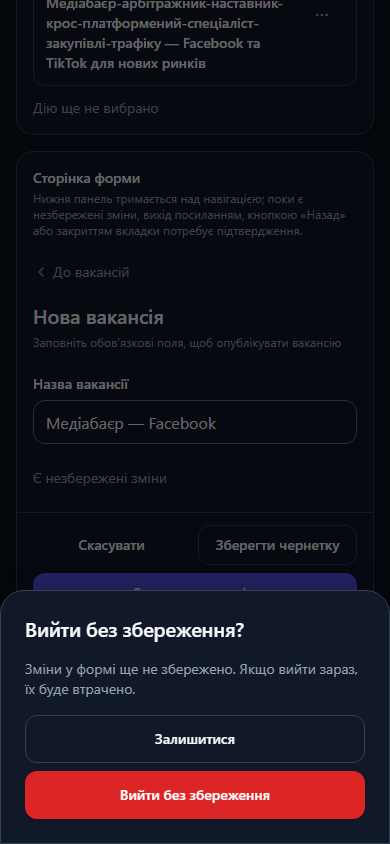 Медіабаєр-арбітражник-наставник-
крос-платформений-спеціаліст-
закупівлі-трафіку — Facebook та
TikTok для нових ринків
Дію ще не вибрано
Сторінка форми
Нижня панель тримається над навігацією; поки є
незбережені зміни, вихід посиланням, кнопкою «Назад»
або закриттям вкладки потребує підтвердження.
До вакансій
Нова вакансія
Заповніть обов’язкові поля, щоб опублікувати вакансію
Назва вакансії
Медіабаєр — Facebook
Є незбережені зміни
Скасувати
Зберегти чернетку
Вийти без збереження?
Зміни у формі ще не збережено. Якщо вийти зараз,
їх буде втрачено.
Залишитися
Вийти без збереження